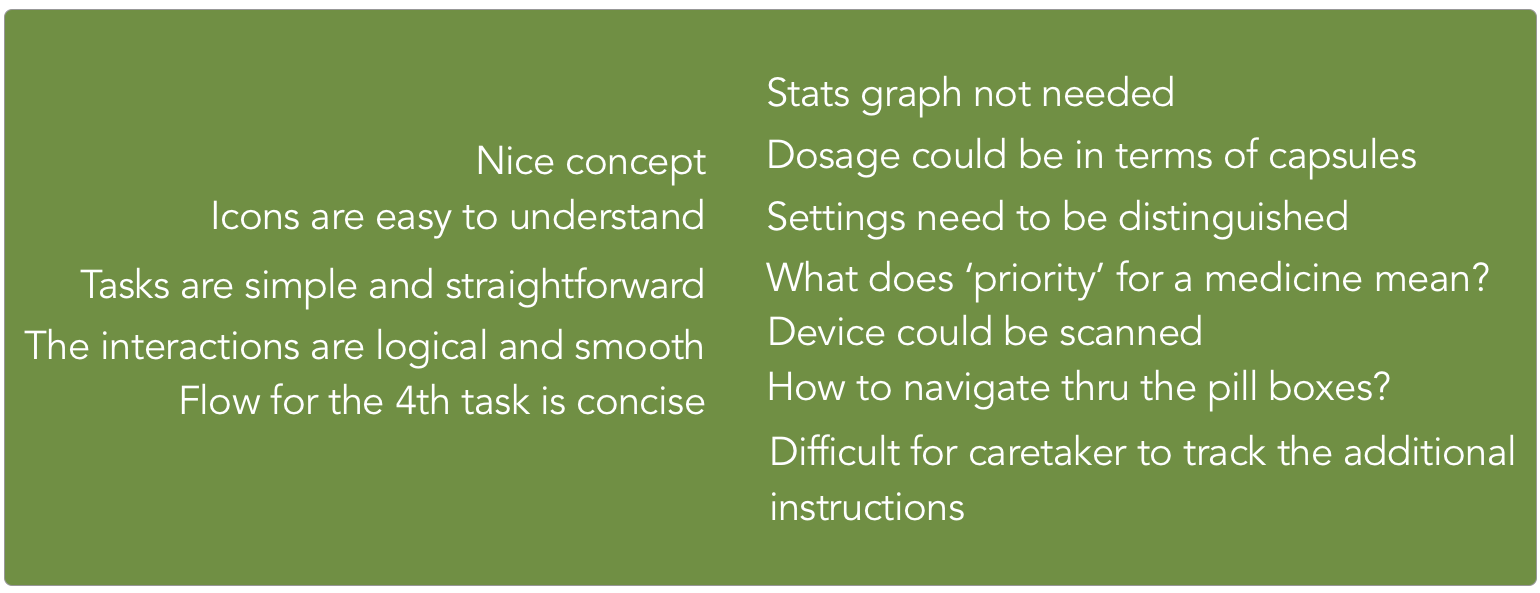 Nice concept
Icons are easy to understand
Tasks are simple and straightforward
The interactions are logical and smooth
Flow for the 4th task is concise
Stats graph not needed
Dosage could be in terms of capsules
Settings need to be distinguished
What does ‘priority’ for a medicine mean?
Device could be scanned
How to navigate thru the pill boxes?
Difficult for caretaker to track the additional
instructions